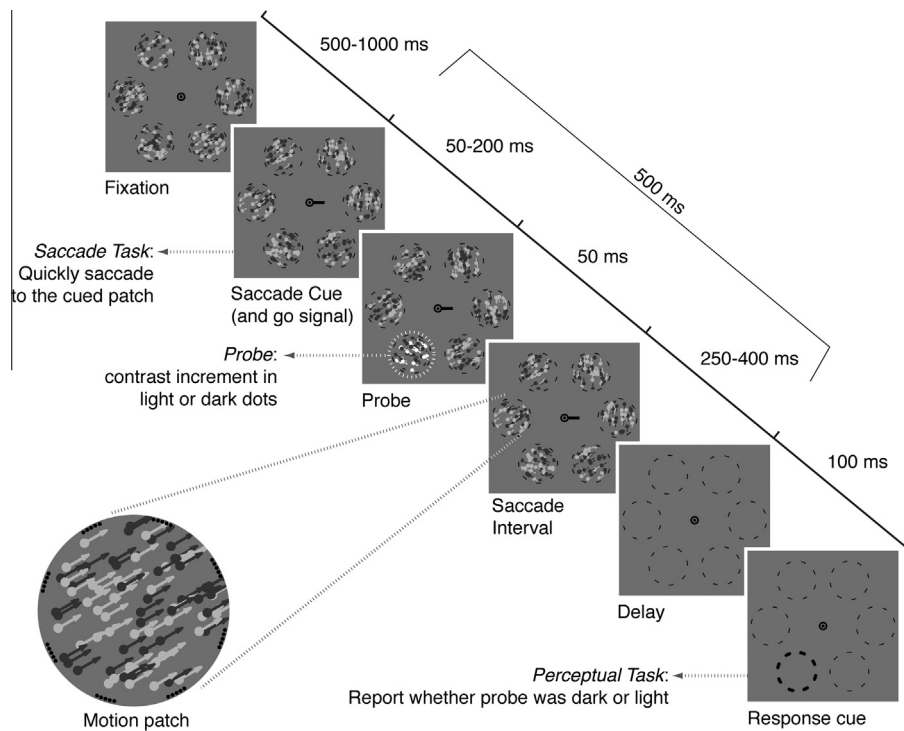 500-1000 ms
50-200 ms
500 ms
50 ms
250-400 ms
100 ms
Fixation
Saccade Task:
Quickly saccade
to the cued patch
Saccade Cue
(and go signal)
Probe:
contrast increment in
light or dark dots
Probe
Saccade
Interval
Delay
Motion patch
Perceptual Task:
Report whether probe was dark or light
Response cue